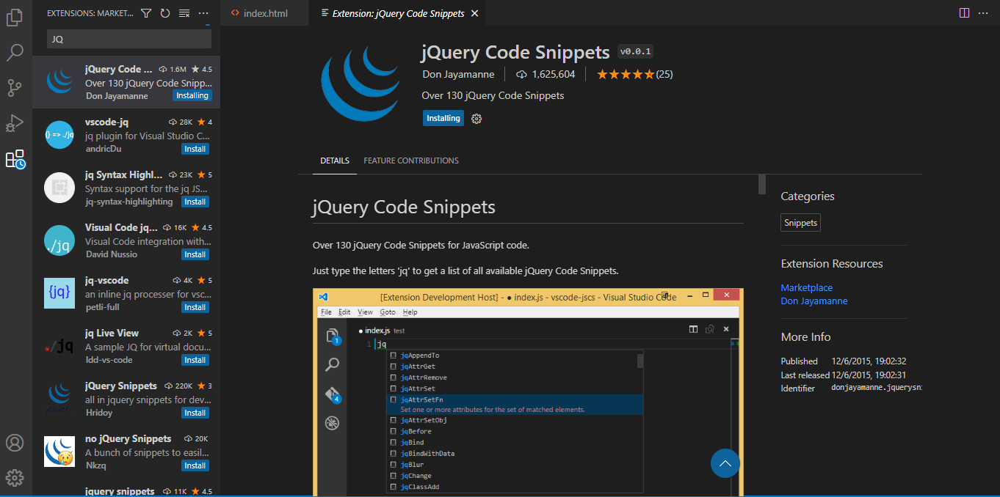 EXTENSIONS: MARKET...
JQ
jQuery Code ... 1.6M 4.5
Over 130 jQuery Code Snipp...
Don Jayamanne Installing
vscode-jq 28K 4
jq plugin for Visual Studio C...
andricDu Install
{} => ./jq
jq Syntax Highl... 23K 5
Syntax support for the jq JS...
jq-syntax-highlighting Install
Visual Code jq... 16K 4.5
Visual Code integration with...
David Nussio Install
./jq
jq-vscode 4K 5
an inline jq processer for vsc...
petli-full Install
{jq}
jq Live View 2K 5
A sample JQ for virtual docu...
ldd-vs-code Install
./jq
jQuery Snippets 220K 3
all in jquery snippets for dev...
Hridoy Install
jQuery
no jQuery Snippets 20K
A bunch of snippets to easil...
Nkzq Install
jquery snippets 11K 4.5
index.html
Extension: jQuery Code Snippets
jQuery Code Snippets v0.0.1
Don Jayamanne 1,625,604 (25)
Over 130 jQuery Code Snippets
Installing
DETAILS FEATURE CONTRIBUTIONS
jQuery Code Snippets
Over 130 jQuery Code Snippets for JavaScript code.
Just type the letters 'jq' to get a list of all available jQuery Code Snippets.
[Extension Development Host] - ● index.js - vscode-jscs - Visual Studio Code
File Edit View Goto Help
● index.js test
1
4
1 jq
jqAppendTo
jqAttrGet
jqAttrRemove
jqAttrSet
jqAttrSetFn
Set one or more attributes for the set of matched elements.
jqAttrSetObj
jqBefore
jqBind
jqBindWithData
jqBlur
jqChange
jqClassAdd
Categories
Snippets
Extension Resources
Marketplace
Don Jayamanne
More Info
Published 12/6/2015, 19:02:32
Last released 12/6/2015, 19:02:31
Identifier donjayamanne.jquerysn